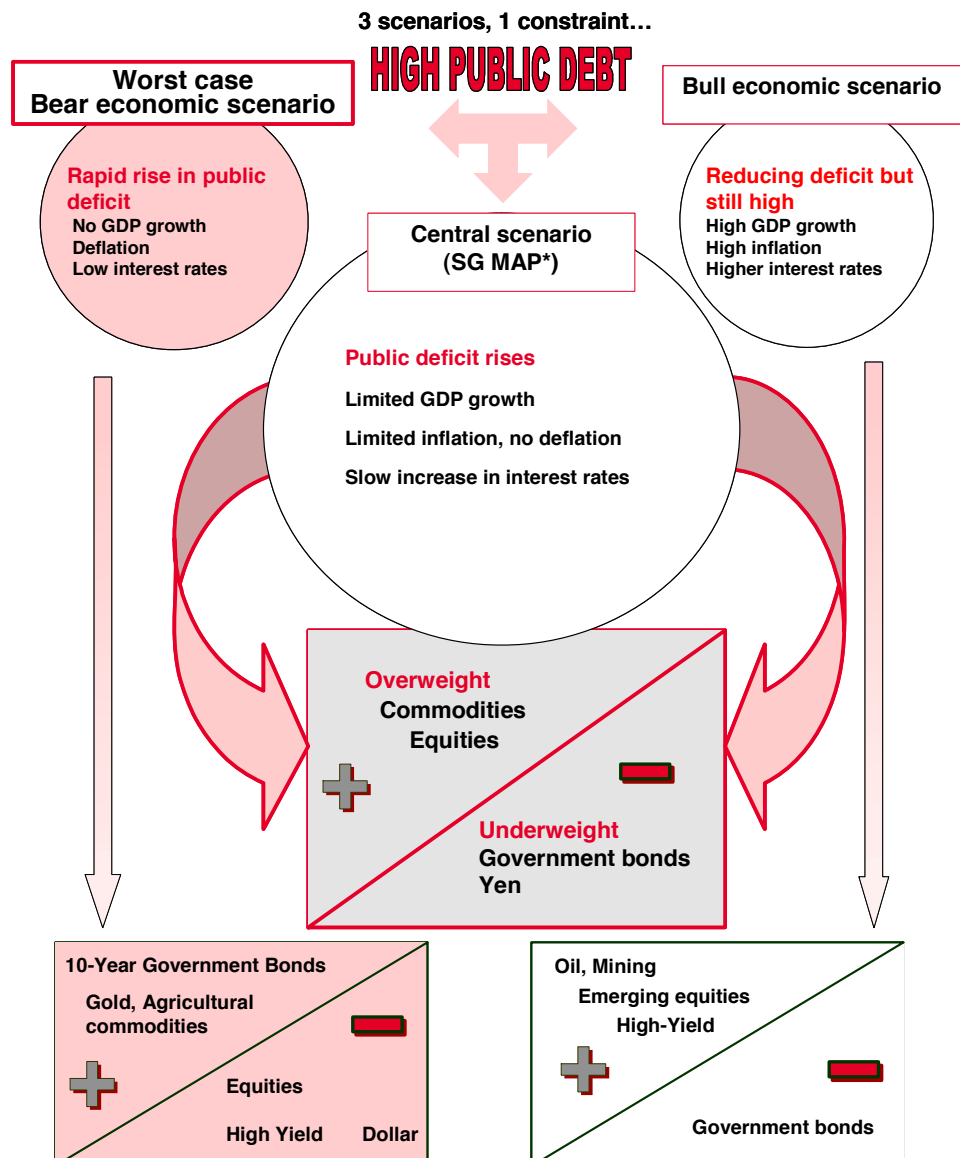 3 scenarios, 1 constraint…
HIGH PUBLIC DEBT
Worst case
Bear economic scenario
Rapid rise in public
deficit
No GDP growth
Deflation
Low interest rates
Bull economic scenario
Reducing deficit but
still high
High GDP growth
High inflation
Higher interest rates
Central scenario
(SG MAP*)
Public deficit rises
Limited GDP growth
Limited inflation, no deflation
Slow increase in interest rates
Overweight
Commodities
Equities
Underweight
Government bonds
Yen
10-Year Government Bonds
Gold, Agricultural
commodities
Equities
High Yield Dollar
Oil, Mining
Emerging equities
High-Yield
Government bonds